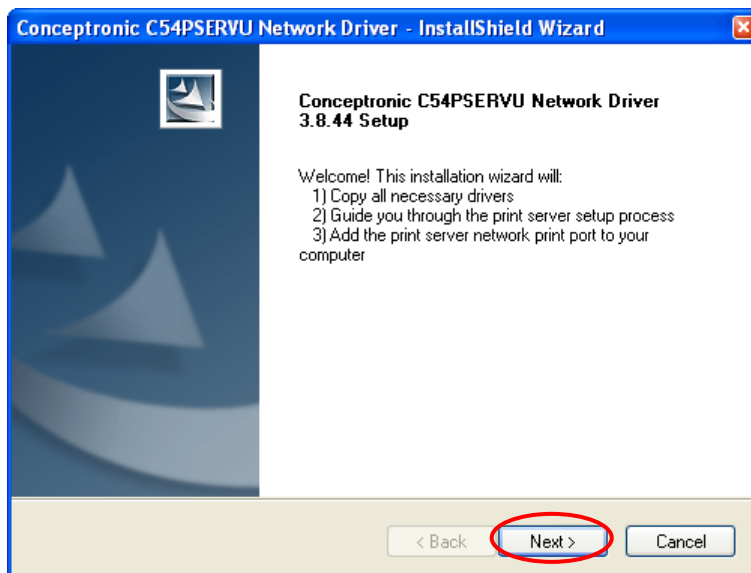 Conceptronic C54PSERVU Network Driver - InstallShield Wizard
Conceptronic C54PSERVU Network Driver
3.8.44 Setup
Welcome! This installation wizard will:
1) Copy all necessary drivers
2) Guide you through the print server setup process
3) Add the print server network print port to your
computer
< Back
Next >
Cancel